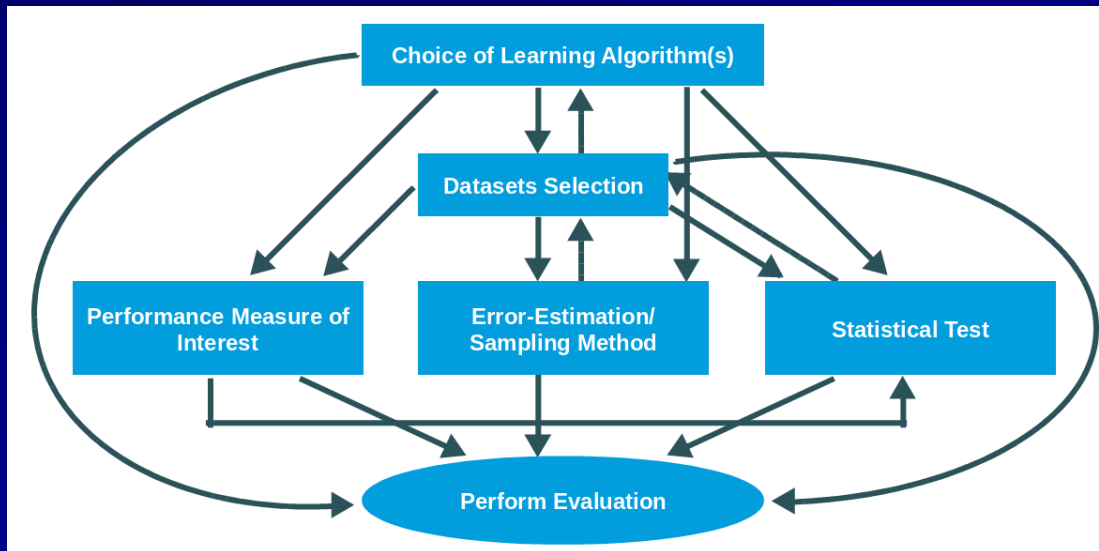 Choice of Learning Algorithm(s)
Datasets Selection
Performance Measure of
Interest
Error-Estimation/
Sampling Method
Statistical Test
Perform Evaluation